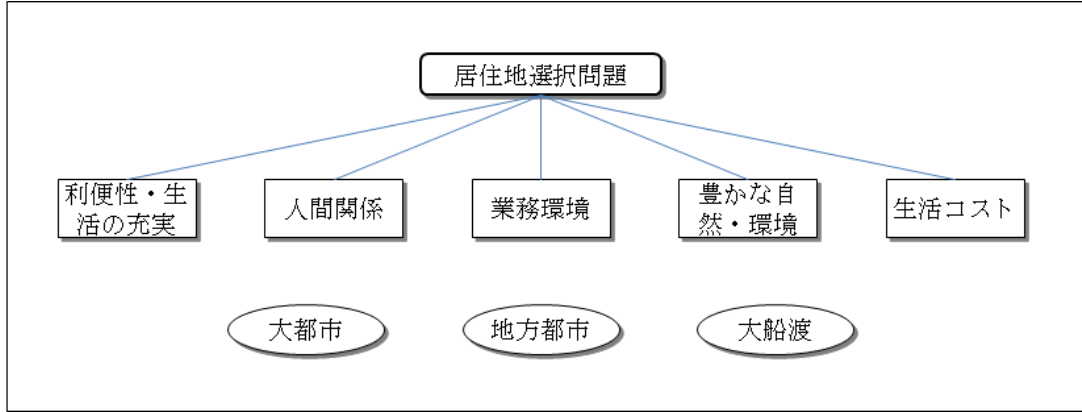 居住地選択問題
利便性・生
活の充実
人間関係
業務環境
豊かな自
然・環境
生活コスト
大都市
地方都市
大船渡